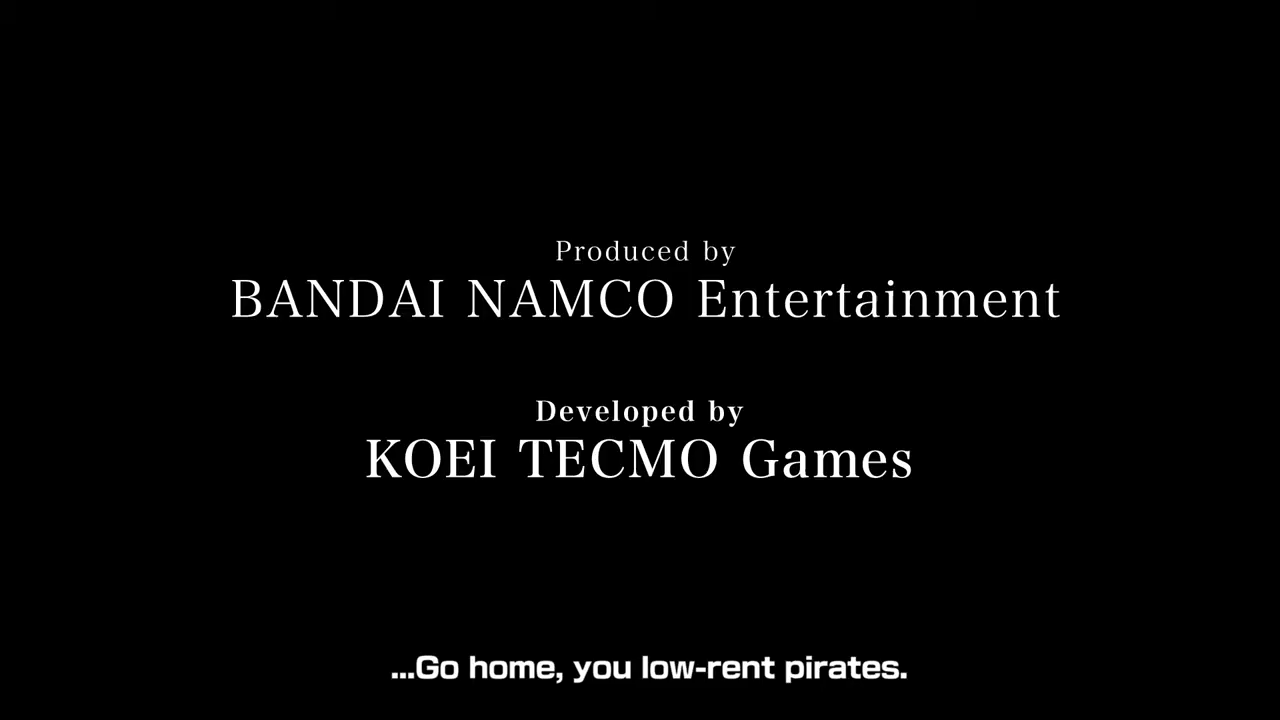 Produced by
BANDAI NAMCO Entertainment
Developed by
KOEI TECMO Games
...Go home, you low-rent pirates.